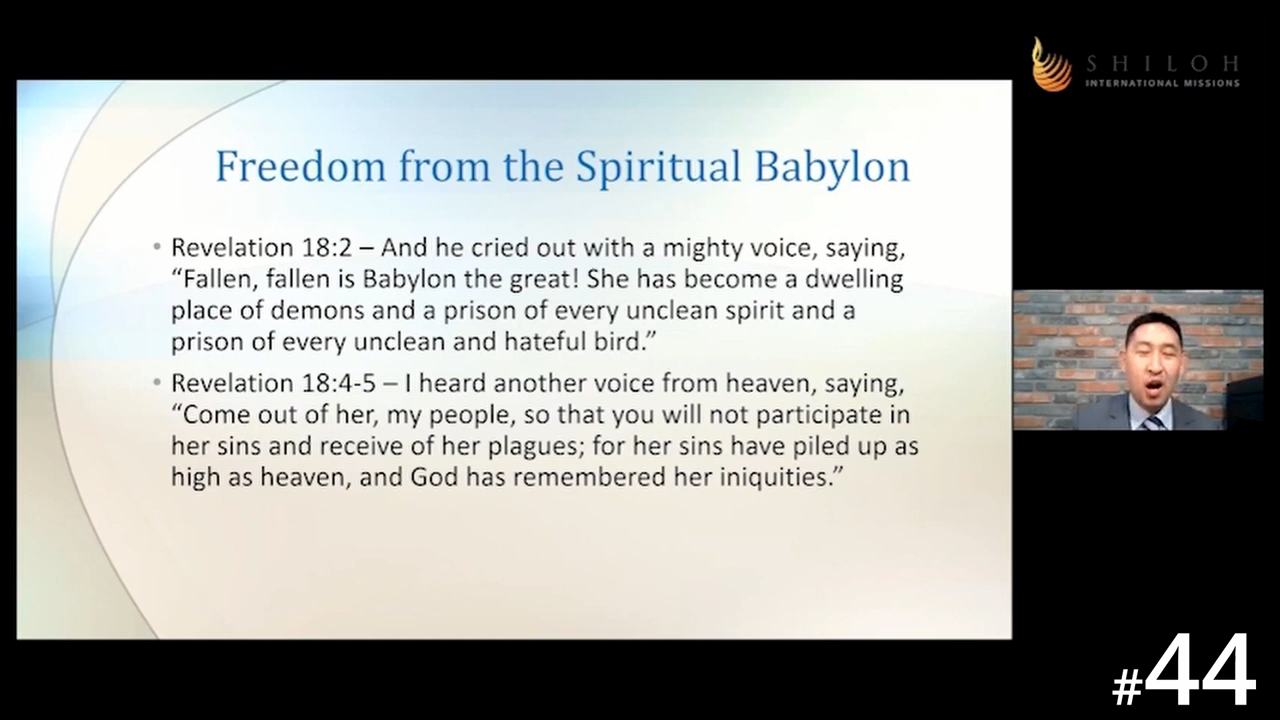 SHILOH
INTERNATIONAL MISSIONS
Freedom from the Spiritual Babylon
• Revelation 18:2 – And he cried out with a mighty voice, saying,
“Fallen, fallen is Babylon the great! She has become a dwelling
place of demons and a prison of every unclean spirit and a
prison of every unclean and hateful bird.”
• Revelation 18:4-5 – I heard another voice from heaven, saying,
“Come out of her, my people, so that you will not participate in
her sins and receive of her plagues; for her sins have piled up as
high as heaven, and God has remembered her iniquities.”
#44